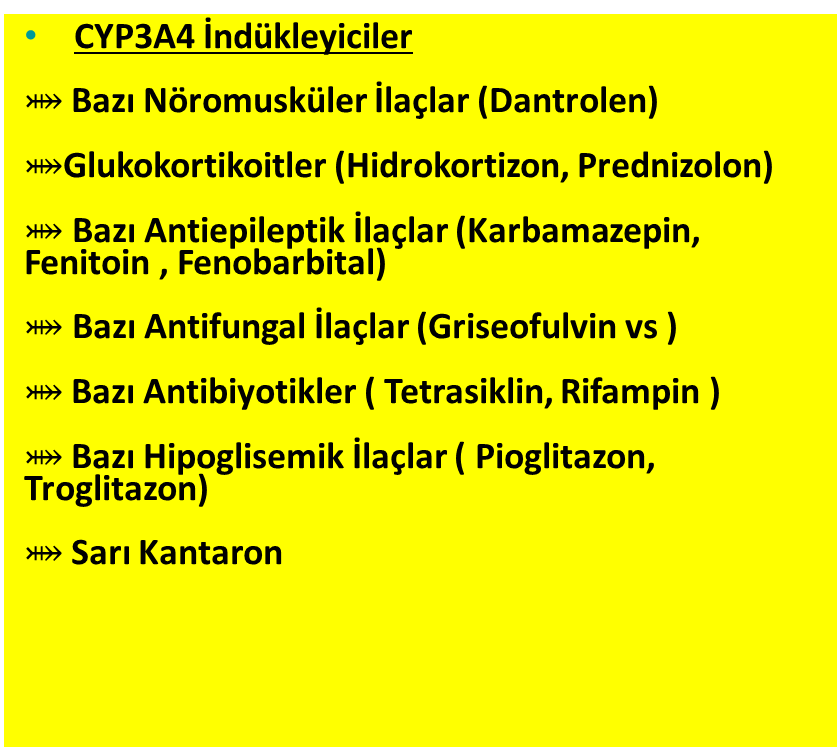 • CYP3A4 İndükleyiciler
⤘ Bazı Nöromusküler İlaçlar (Dantrolen)
⤘Glukokortikoitler (Hidrokortizon, Prednizolon)
⤘ Bazı Antiepileptik İlaçlar (Karbamazepin,
Fenitoin , Fenobarbital)
⤘ Bazı Antifungal İlaçlar (Griseofulvin vs )
⤘ Bazı Antibiyotikler ( Tetrasiklin, Rifampin )
⤘ Bazı Hipoglisemik İlaçlar ( Pioglitazon,
Troglitazon)
⤘ Sarı Kantaron